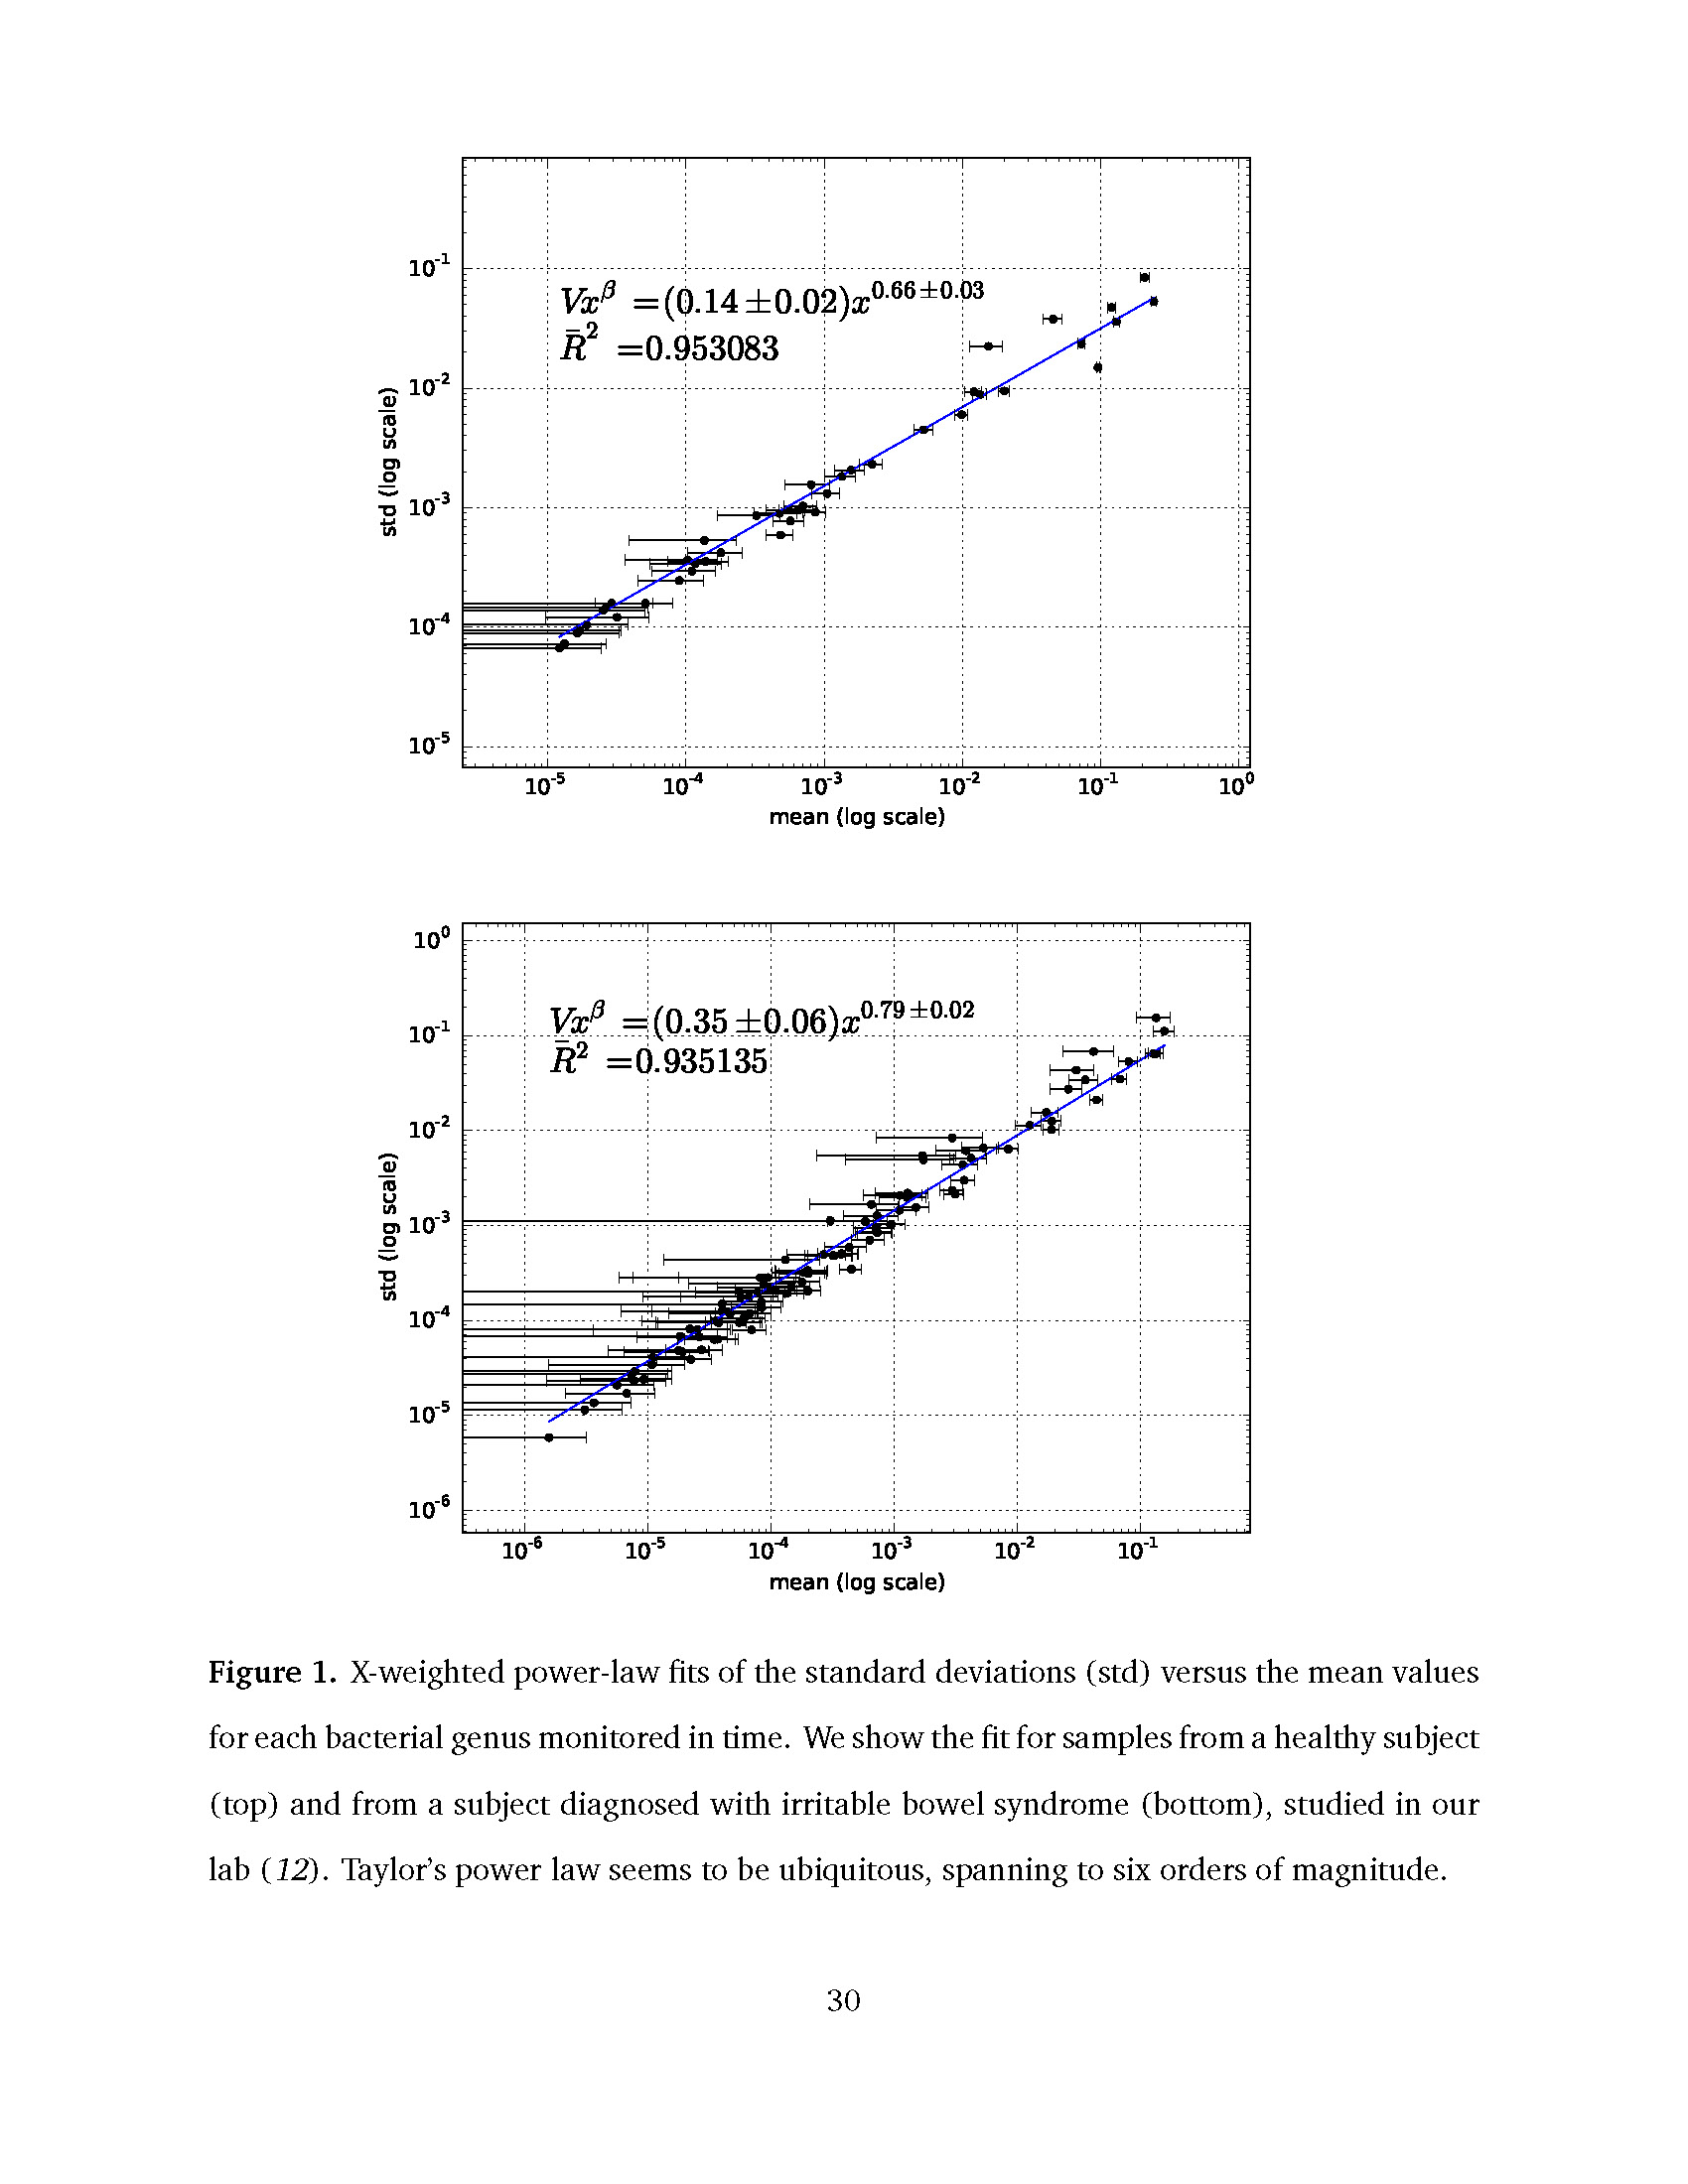 10⁻¹
Vx^β =(0.14±0.02)x^0.66±0.03
R̄² =0.953083
10⁻²
std (log scale)
10⁻³
10⁻⁴
10⁻⁵
10⁻⁵ 10⁻⁴ 10⁻³ 10⁻² 10⁻¹ 10⁰
mean (log scale)
10⁰
Vx^β =(0.35±0.06)x^0.79±0.02
10⁻¹
R̄² =0.935135
10⁻²
std (log scale)
10⁻³
10⁻⁴
10⁻⁵
10⁻⁶
10⁻⁶ 10⁻⁵ 10⁻⁴ 10⁻³ 10⁻² 10⁻¹
mean (log scale)
Figure 1. X-weighted power-law fits of the standard deviations (std) versus the mean values
for each bacterial genus monitored in time. We show the fit for samples from a healthy subject
(top) and from a subject diagnosed with irritable bowel syndrome (bottom), studied in our
lab (12). Taylor's power law seems to be ubiquitous, spanning to six orders of magnitude.
30